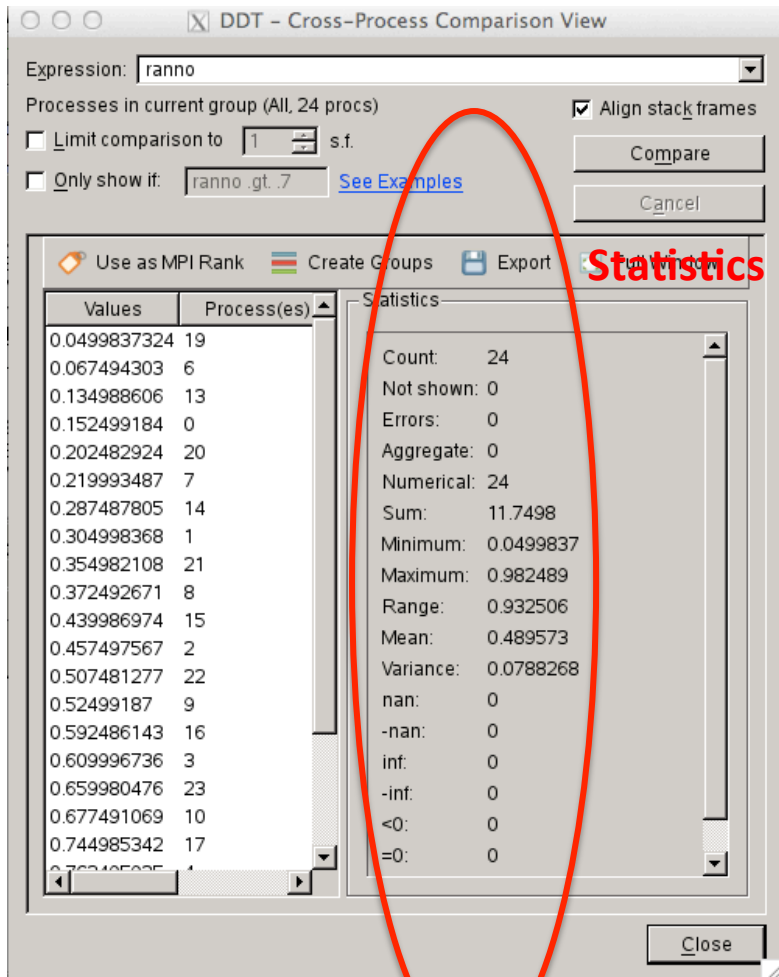 DDT - Cross-Process Comparison View
Expression: ranno
Processes in current group (All, 24 procs)
Align stack frames
Limit comparison to 1 s.f.
Compare
Only show if: ranno .gt. .7 See Examples
Cancel
Use as MPI Rank Create Groups Export Full Window
Statistics
Values Process(es)
0.0499837324 19
0.067494303 6
0.134988606 13
0.152499184 0
0.202482924 20
0.219993487 7
0.287487805 14
0.304998368 1
0.354982108 21
0.372492671 8
0.439986974 15
0.457497567 2
0.507481277 22
0.52499187 9
0.592486143 16
0.609996736 3
0.659980476 23
0.677491069 10
0.744985342 17
Statistics
Count: 24
Not shown: 0
Errors: 0
Aggregate: 0
Numerical: 24
Sum: 11.7498
Minimum: 0.0499837
Maximum: 0.982489
Range: 0.932506
Mean: 0.489573
Variance: 0.0788268
nan: 0
-nan: 0
inf: 0
-inf: 0
<0: 0
=0: 0
Close